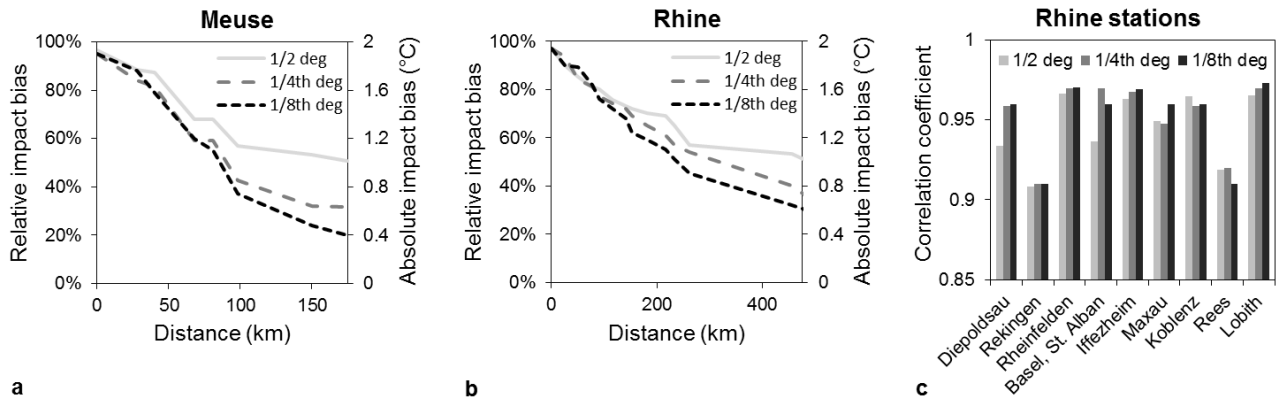 Meuse
Relative impact bias
100%
80%
60%
40%
20%
0%
1/2 deg
1/4th deg
1/8th deg
2
1.6
1.2
0.8
0.4
0
Absolute impact bias (°C)
0 50 100 150
Distance (km)
a
Rhine
Relative impact bias
100%
80%
60%
40%
20%
0%
1/2 deg
1/4th deg
1/8th deg
2
1.6
1.2
0.8
0.4
0
Absolute impact bias (°C)
0 200 400
Distance (km)
b
Rhine stations
Correlation coefficient
1
0.95
0.9
0.85
1/2 deg 1/4th deg 1/8th deg
Diepoldsau
Rekingen
Rheinfelden
Basel, St. Alban
Iffezheim
Maxau
Koblenz
Rees
Lobith
c